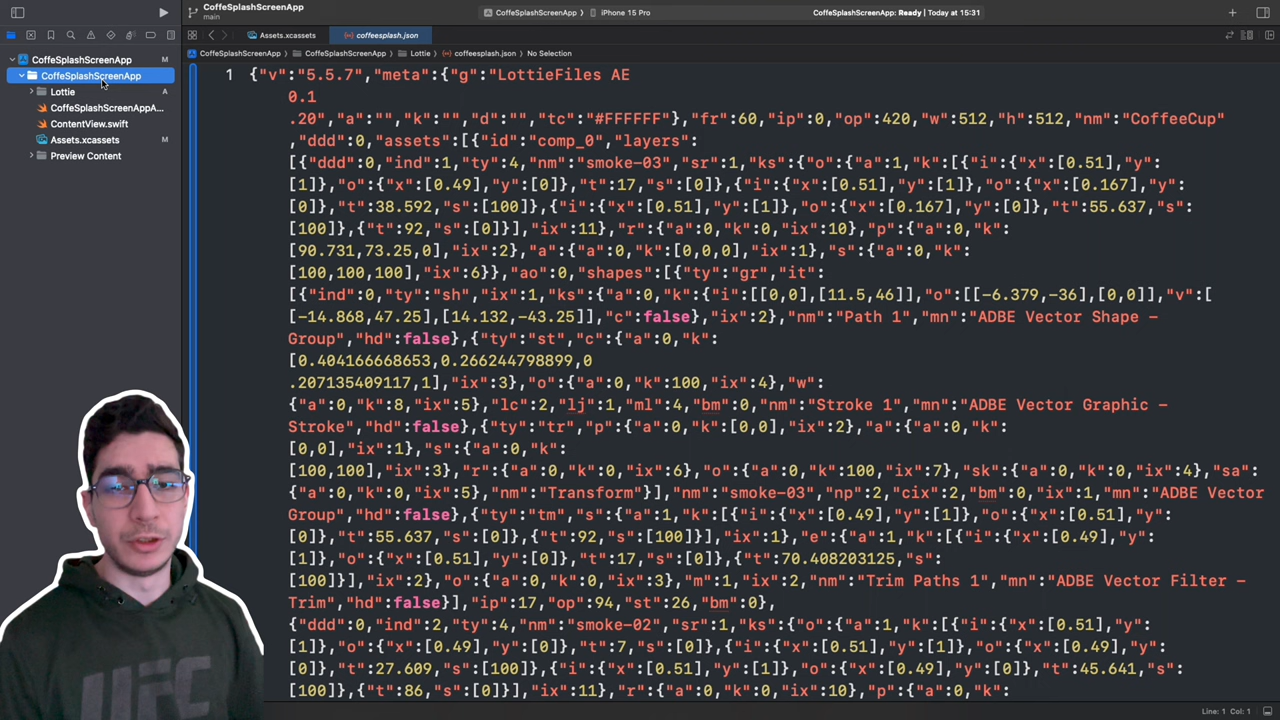 CoffeSplashScreenApp
main
CoffeSplashScreenApp
iPhone 15 Pro
CoffeSplashScreenApp: Ready | Today at 15:31
Assets.xcassets
coffeesplash.json
CoffeSplashScreenApp
CoffeSplashScreenApp
Lottie
coffeesplash.json
No Selection
CoffeSplashScreenApp M
CoffeSplashScreenApp
Lottie A
CoffeSplashScreenAppA...
ContentView.swift
Assets.xcassets M
Preview Content
1 {"v":"5.5.7","meta":{"g":"LottieFiles AE
0.1
.20","a":"","k":"","d":"","tc":"#FFFFFF"},"fr":60,"ip":0,"op":420,"w":512,"h":512,"nm":"CoffeeCup"
,"ddd":0,"assets":[{"id":"comp_0","layers":
[{"ddd":0,"ind":1,"ty":4,"nm":"smoke-03","sr":1,"ks":{"o":{"a":1,"k":[{"i":{"x":[0.51],"y":
[1]},"o":{"x":[0.49],"y":[0]},"t":17,"s":[0]},{"i":{"x":[0.51],"y":[1]},"o":{"x":[0.167],"y":
[0]},"t":38.592,"s":[100]},{"i":{"x":[0.51],"y":[1]},"o":{"x":[0.167],"y":[0]},"t":55.637,"s":
[100]},{"t":92,"s":[0]}],"ix":11},"r":{"a":0,"k":0,"ix":10},"p":{"a":0,"k":
[90.731,73.25,0],"ix":2},"a":{"a":0,"k":[0,0,0],"ix":1},"s":{"a":0,"k":
[100,100,100],"ix":6}},"ao":0,"shapes":[{"ty":"gr","it":
[{"ind":0,"ty":"sh","ix":1,"ks":{"a":0,"k":{"i":[[0,0],[11.5,46]],"o":[[-6.379,-36],[0,0]],"v":[
[-14.868,47.25],[14.132,-43.25]],"c":false},"ix":2},"nm":"Path 1","mn":"ADBE Vector Shape -
Group","hd":false},{"ty":"st","c":{"a":0,"k":
[0.404166668653,0.266244798899,0
.207135409117,1],"ix":3},"o":{"a":0,"k":100,"ix":4},"w":
{"a":0,"k":8,"ix":5},"lc":2,"lj":1,"ml":4,"bm":0,"nm":"Stroke 1","mn":"ADBE Vector Graphic -
Stroke","hd":false},{"ty":"tr","p":{"a":0,"k":[0,0],"ix":2},"a":{"a":0,"k":
[0,0],"ix":1},"s":{"a":0,"k":
[100,100],"ix":3},"r":{"a":0,"k":0,"ix":6},"o":{"a":0,"k":100,"ix":7},"sk":{"a":0,"k":0,"ix":4},"sa":
{"a":0,"k":0,"ix":5},"nm":"Transform"}],"nm":"smoke-03","np":2,"cix":2,"bm":0,"ix":1,"mn":"ADBE Vector
Group","hd":false},{"ty":"tm","s":{"a":1,"k":[{"i":{"x":[0.49],"y":[1]},"o":{"x":[0.51],"y":
[0]},"t":55.637,"s":[0]},{"t":92,"s":[100]}],"ix":1},"e":{"a":1,"k":[{"i":{"x":[0.49],"y":
[1]},"o":{"x":[0.51],"y":[0]},"t":17,"s":[0]},{"t":70.408203125,"s":
[100]}],"ix":2},"o":{"a":0,"k":0,"ix":3},"m":1,"ix":2,"nm":"Trim Paths 1","mn":"ADBE Vector Filter -
Trim","hd":false}],"ip":17,"op":94,"st":26,"bm":0},
{"ddd":0,"ind":2,"ty":4,"nm":"smoke-02","sr":1,"ks":{"o":{"a":1,"k":[{"i":{"x":[0.51],"y":
[1]},"o":{"x":[0.49],"y":[0]},"t":7,"s":[0]},{"i":{"x":[0.51],"y":[1]},"o":{"x":[0.49],"y":
[0]},"t":27.609,"s":[100]},{"i":{"x":[0.51],"y":[1]},"o":{"x":[0.49],"y":[0]},"t":45.641,"s":
[100]},{"t":86,"s":[0]}],"ix":11},"r":{"a":0,"k":0,"ix":10},"p":{"a":0,"k":
UFC
Line: 1 Col: 1